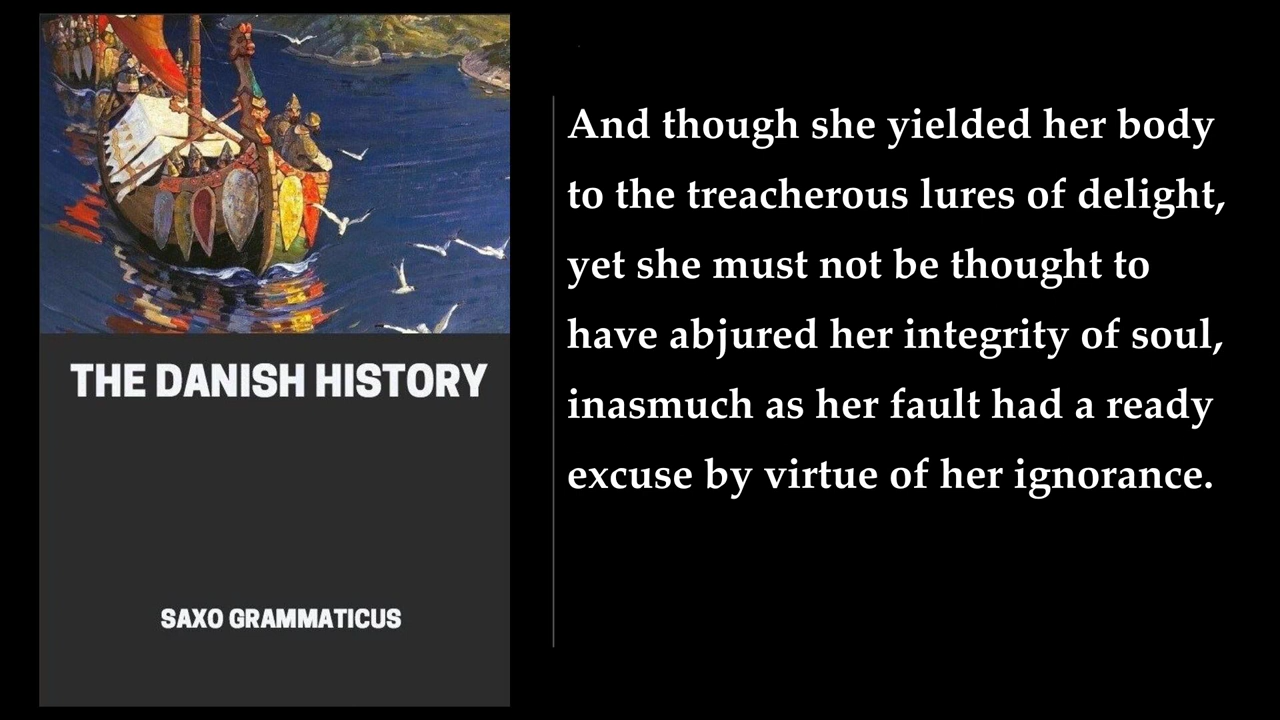 THE DANISH HISTORY
SAXO GRAMMATICUS
And though she yielded her body
to the treacherous lures of delight,
yet she must not be thought to
have abjured her integrity of soul,
inasmuch as her fault had a ready
excuse by virtue of her ignorance.